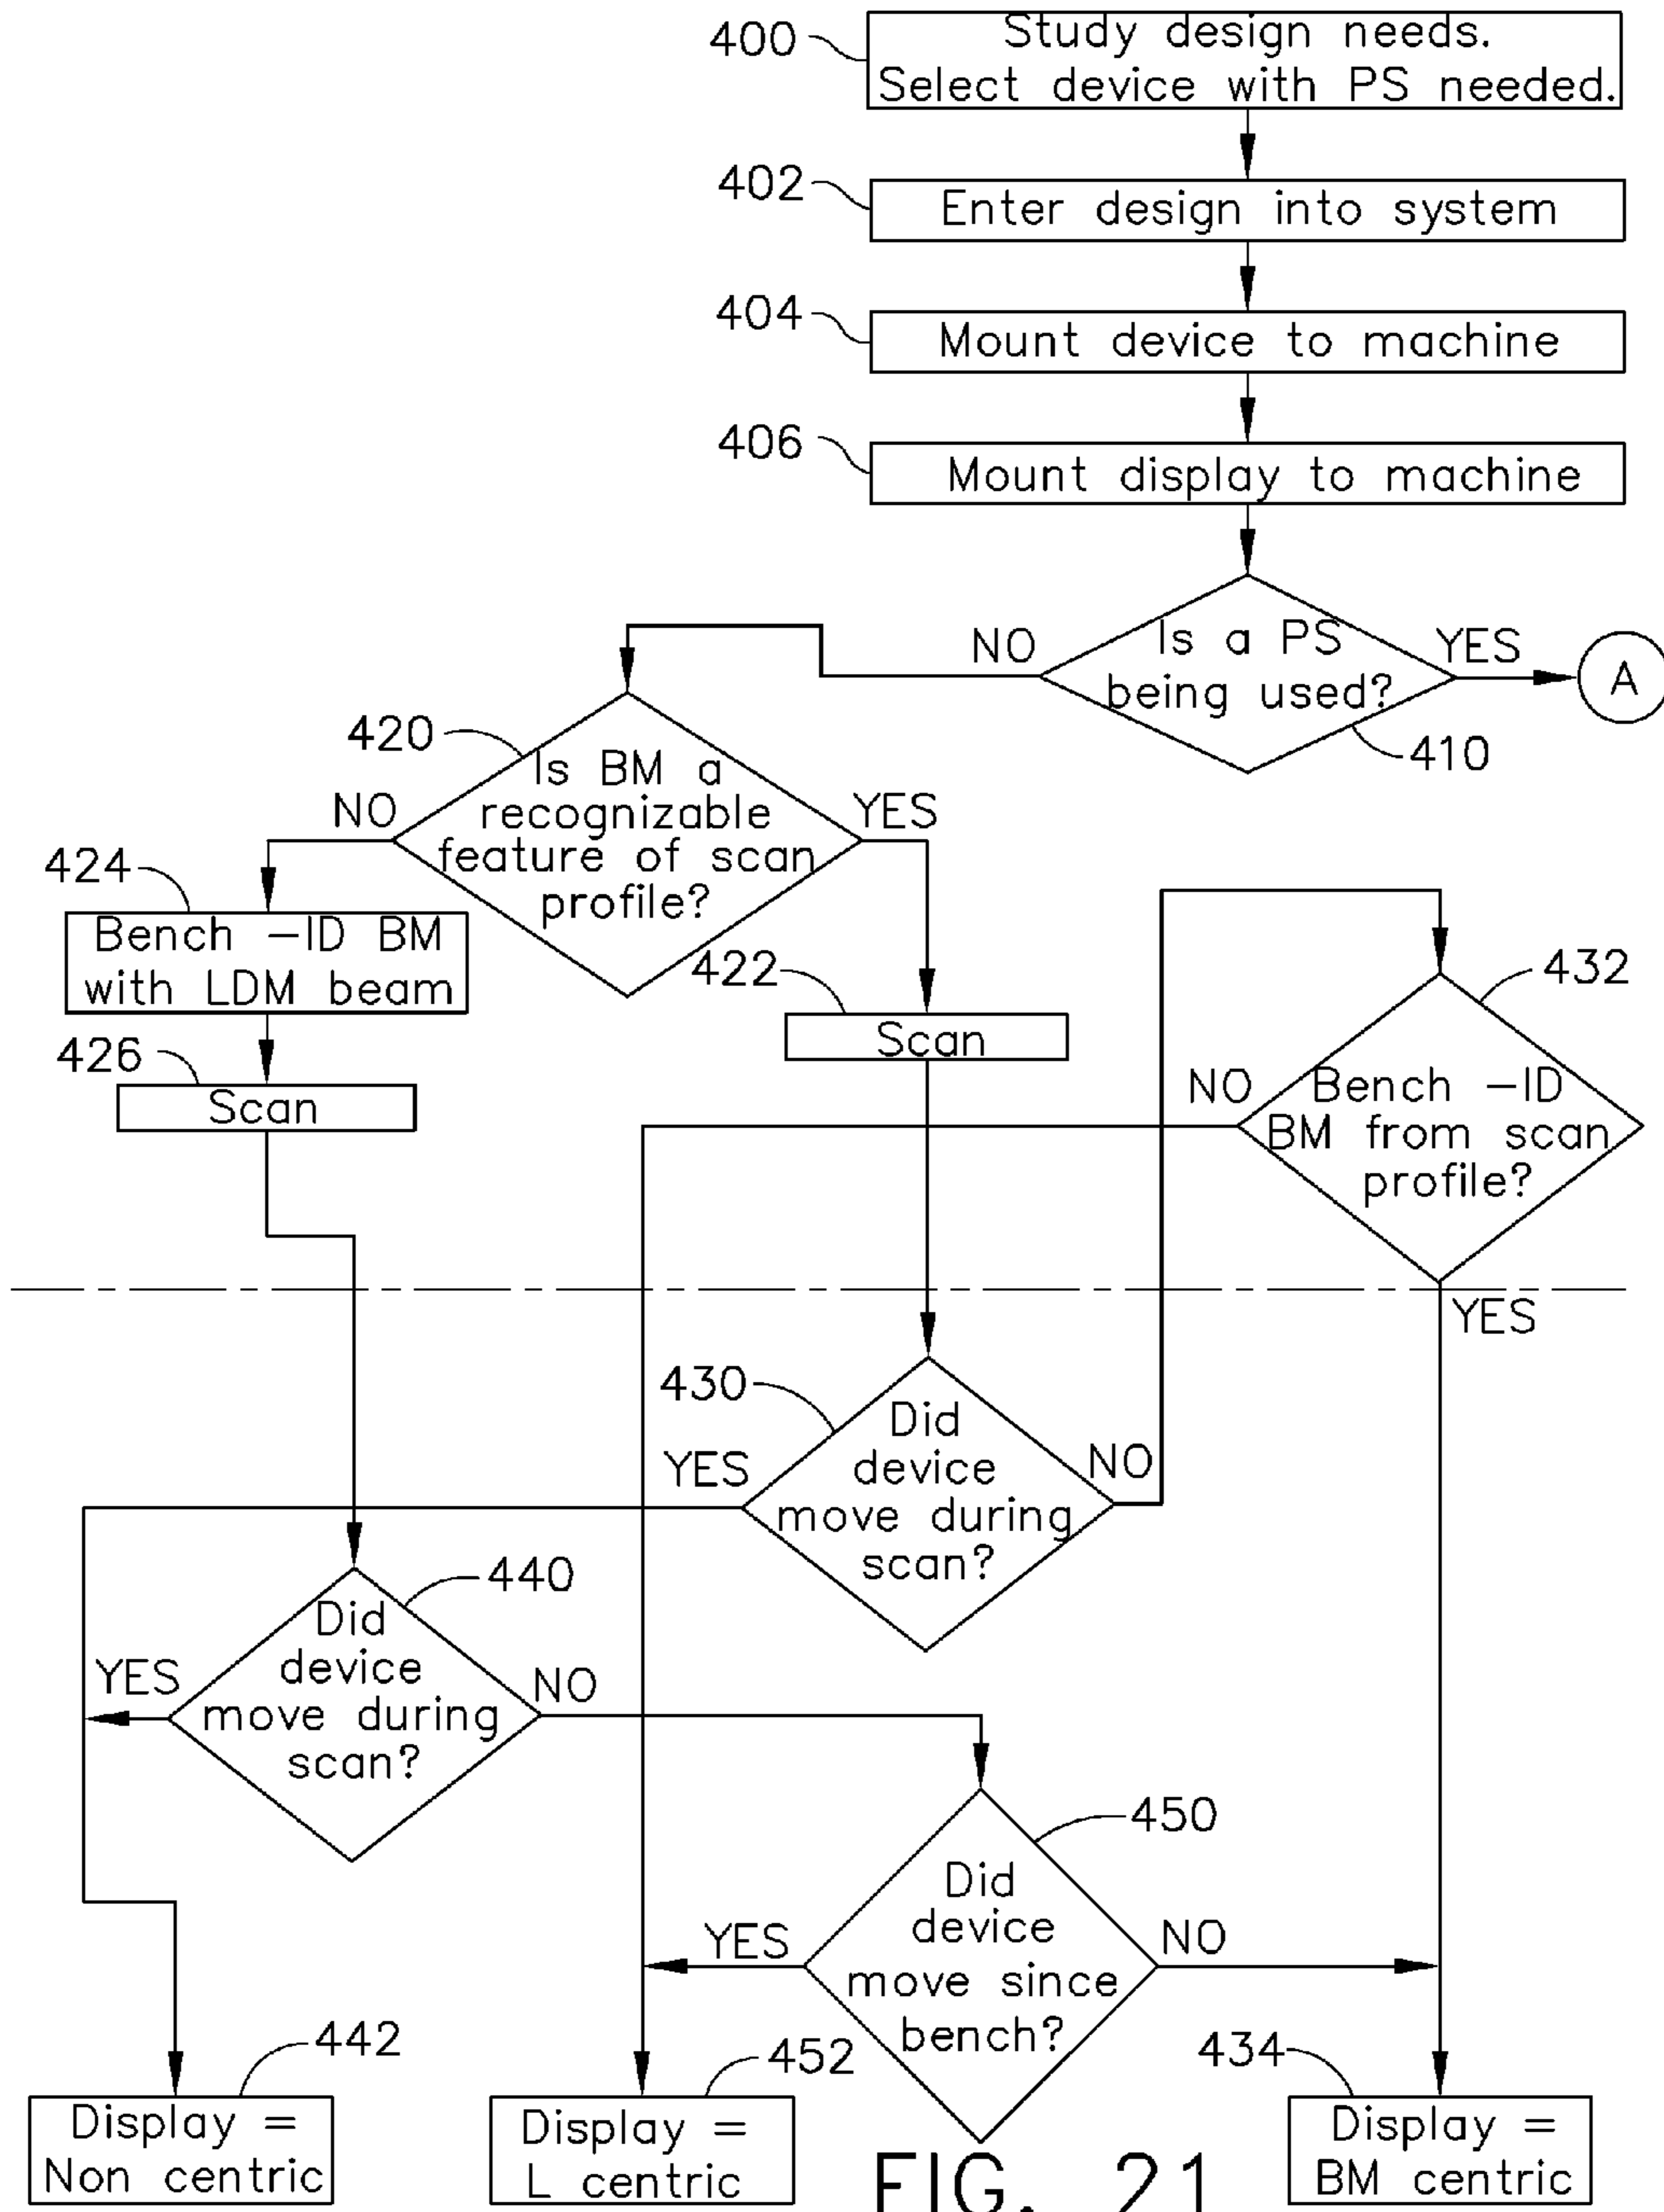 400
Study design needs.
Select device with PS needed.
402
Enter design into system
404
Mount device to machine
406
Mount display to machine
NO
Is a PS
being used?
YES
A
410
420
Is BM a
recognizable
feature of scan
profile?
NO
YES
424
Bench -ID BM
with LDM beam
422
Scan
426
Scan
432
NO
Bench -ID
BM from scan
profile?
YES
430
Did
device
move during
scan?
YES
NO
440
Did
device
move during
scan?
YES
NO
450
Did
device
move since
bench?
YES
NO
442
Display =
Non centric
452
Display =
L centric
434
Display =
BM centric
FIG. 21